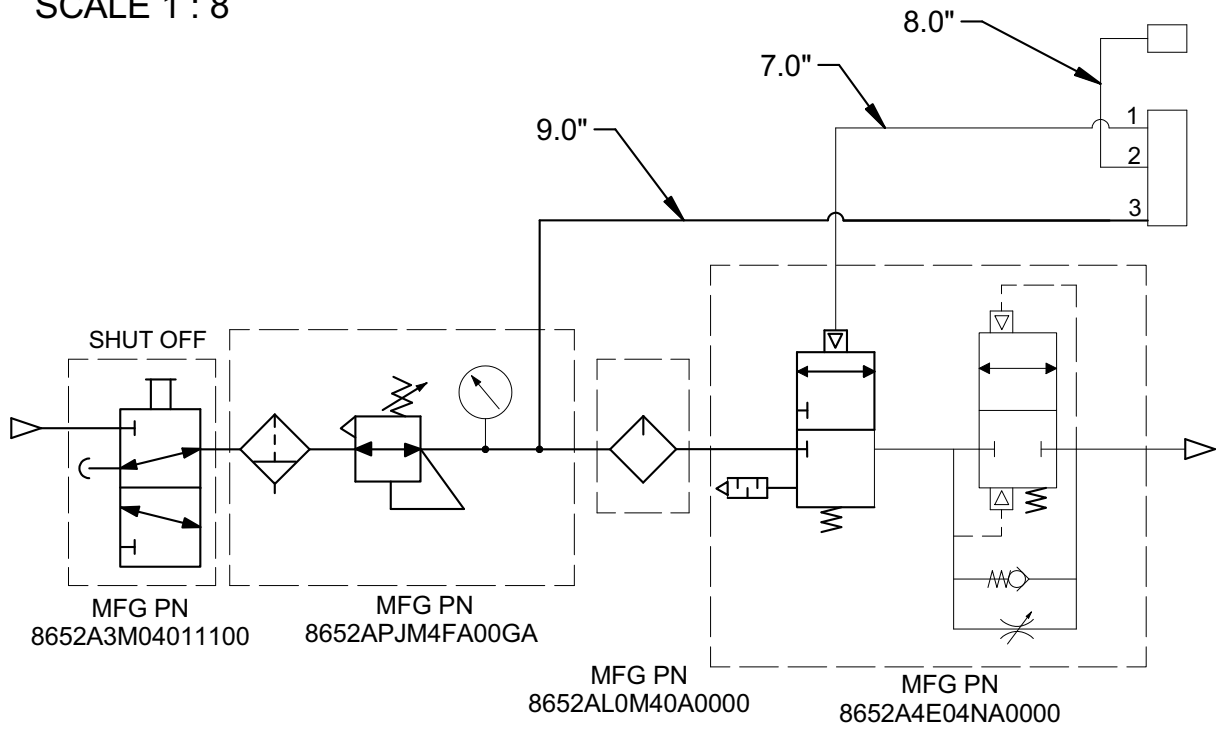 SCALE 1 : 8
8.0"
7.0"
9.0"
1
2
3
SHUT OFF
MFG PN
8652A3M04011100
MFG PN
8652APJM4FA00GA
MFG PN
8652AL0M40A0000
MFG PN
8652A4E04NA0000